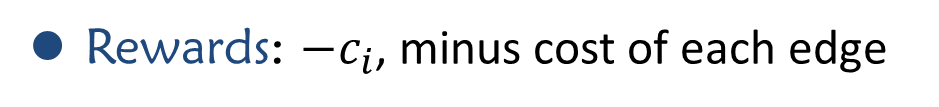 ● Rewards: −cᵢ, minus cost of each edge